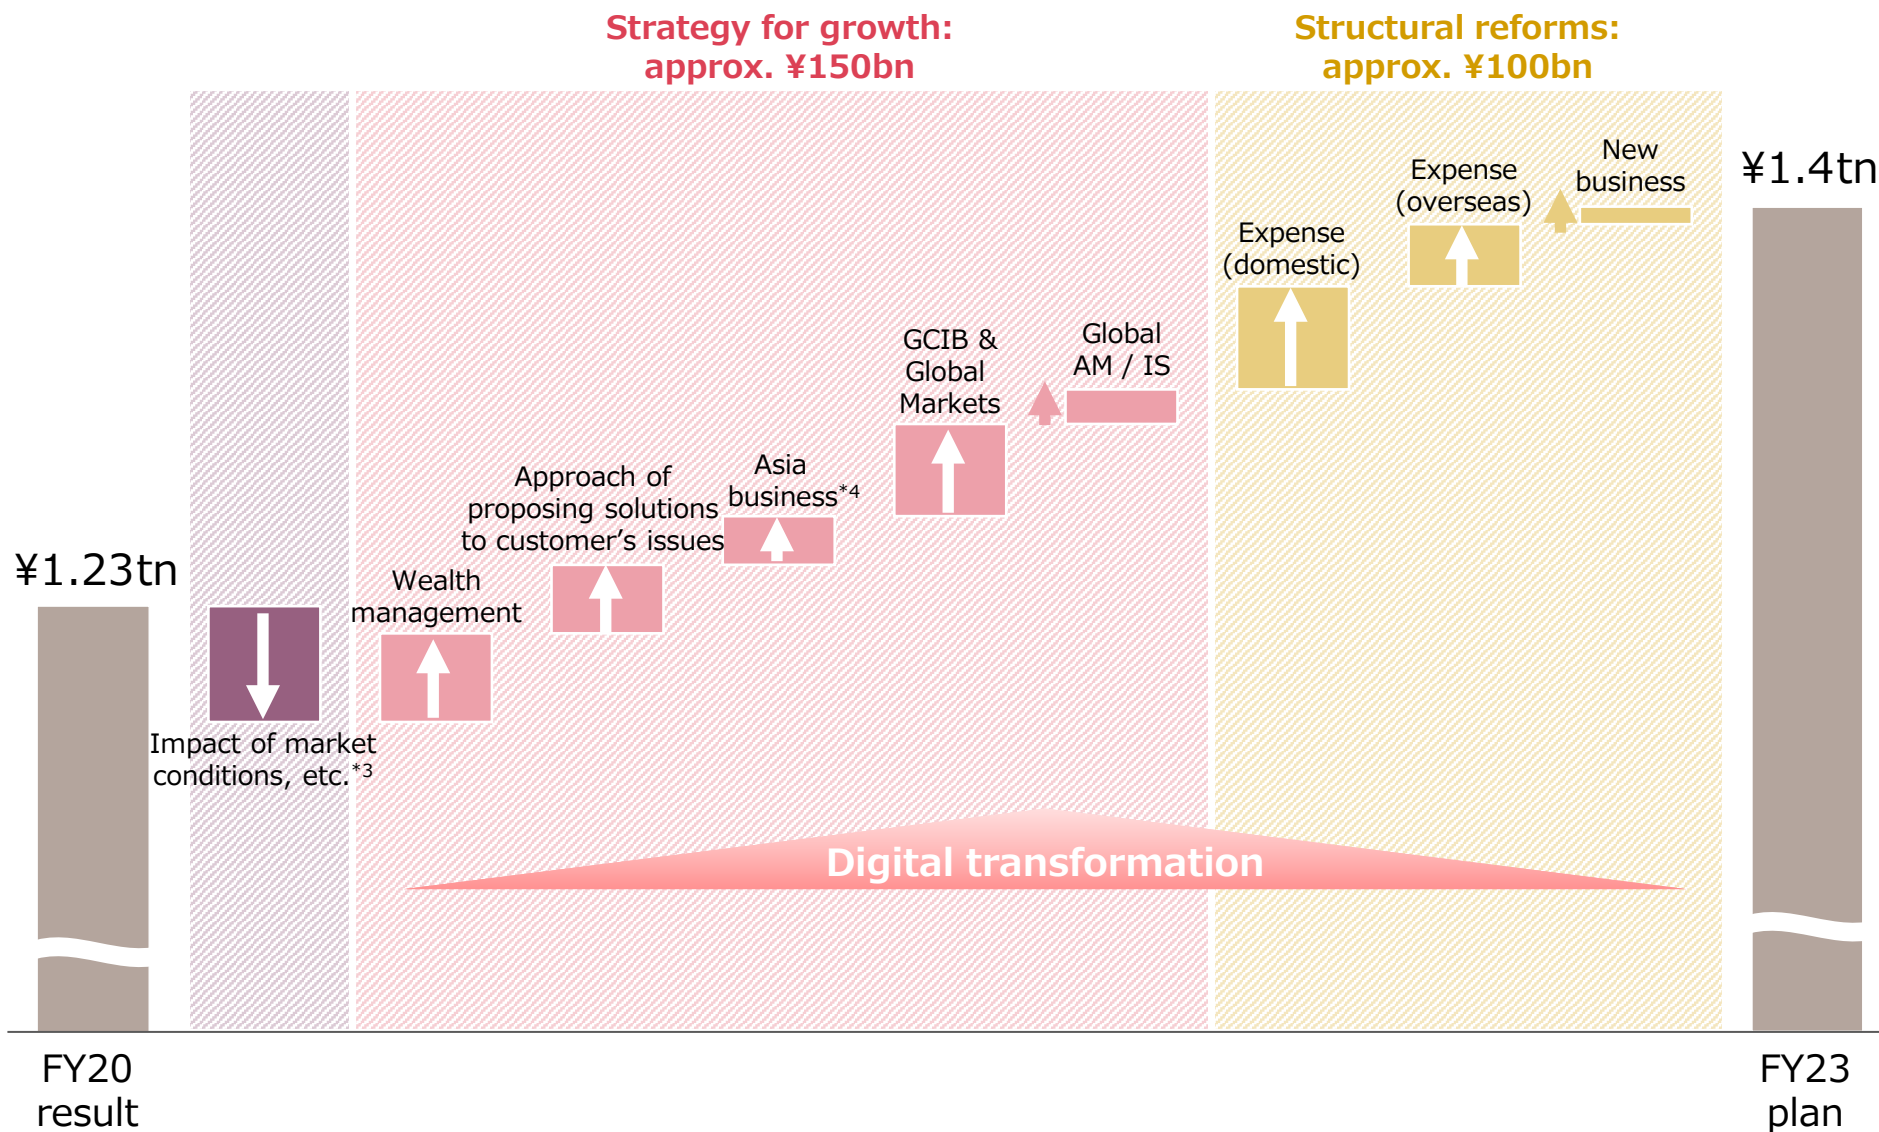 Strategy for growth:
approx. ¥150bn
Structural reforms:
approx. ¥100bn
¥1.23tn
Impact of market
conditions, etc.*3
Wealth
management
Approach of
proposing solutions
to customer’s issues
Asia
business*4
GCIB &
Global
Markets
Global
AM / IS
Expense
(domestic)
Expense
(overseas)
New
business
¥1.4tn
Digital transformation
FY20
result
FY23
plan